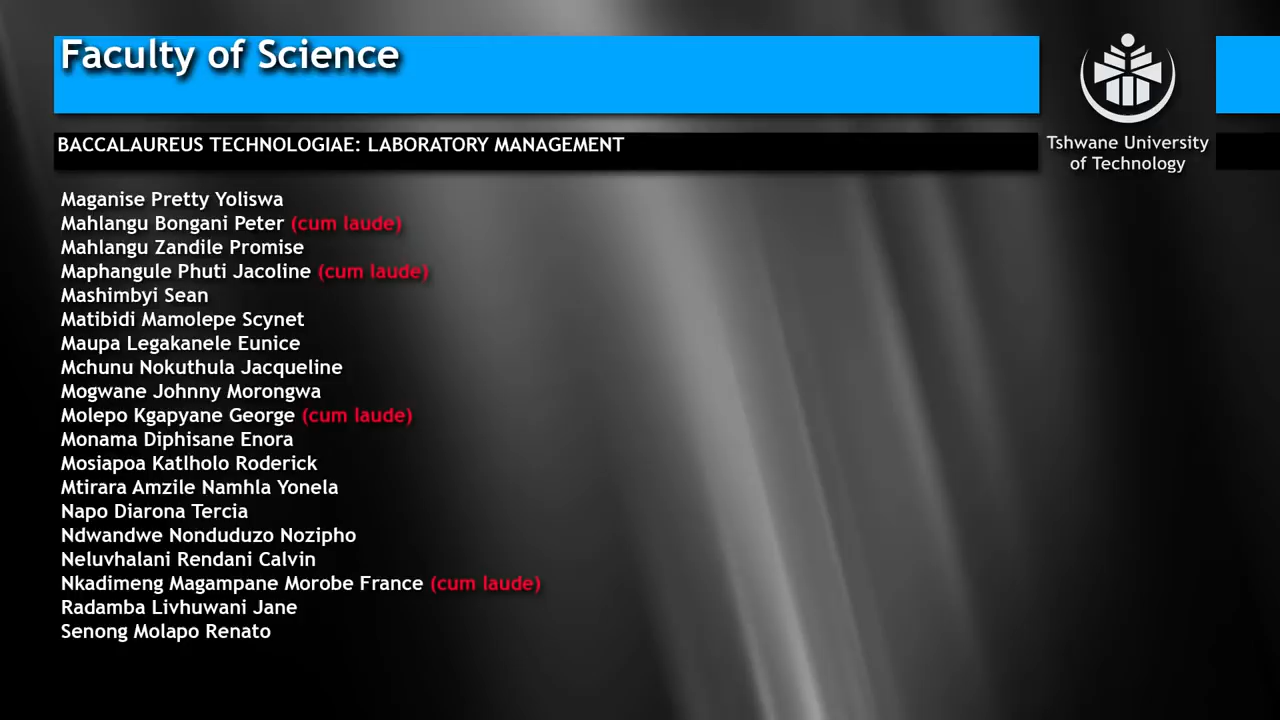 Faculty of Science
Tshwane University
of Technology
BACCALAUREUS TECHNOLOGIAE: LABORATORY MANAGEMENT
Maganise Pretty Yoliswa
Mahlangu Bongani Peter (cum laude)
Mahlangu Zandile Promise
Maphangule Phuti Jacoline (cum laude)
Mashimbyi Sean
Matibidi Mamolepe Scynet
Maupa Legakanele Eunice
Mchunu Nokuthula Jacqueline
Mogwane Johnny Morongwa
Molepo Kgapyane George (cum laude)
Monama Diphisane Enora
Mosiapoa Katlholo Roderick
Mtirara Amzile Namhla Yonela
Napo Diarona Tercia
Ndwandwe Nonduduzo Nozipho
Neluvhalani Rendani Calvin
Nkadimeng Magampane Morobe France (cum laude)
Radamba Livhuwani Jane
Senong Molapo Renato